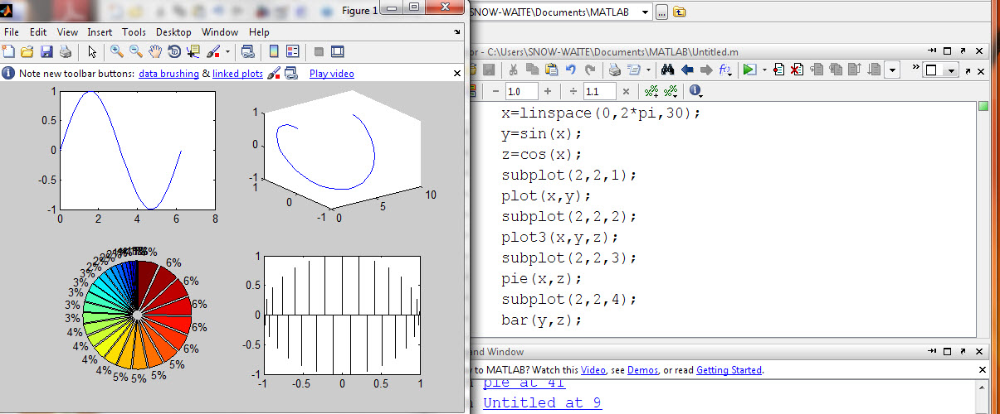 Figure 1
File Edit View Insert Tools Desktop Window Help
Note new toolbar buttons: data brushing & linked plots Play video
1
0.5
0
-0.5
-1
0 2 4 6 8
1
0
-1
1
0
-1
0
5
10
6%
6%
6%
6%
6%
5%
5%
5%
5%
4%
4%
4%
4%
3%
3%
3%
3%
3%
2%
2%
2%
1
0.5
0
-0.5
-1
-1 -0.5 0 0.5 1
SNOW-WAITE\Documents\MATLAB
or - C:\Users\SNOW-WAITE\Documents\MATLAB\Untitled.m
1.0 + ÷ 1.1 ×
x=linspace(0,2*pi,30);
y=sin(x);
z=cos(x);
subplot(2,2,1);
plot(x,y);
subplot(2,2,2);
plot3(x,y,z);
subplot(2,2,3);
pie(x,z);
subplot(2,2,4);
bar(y,z);
and Window
to MATLAB? Watch this Video, see Demos, or read Getting Started.
pie at 41
Untitled at 9